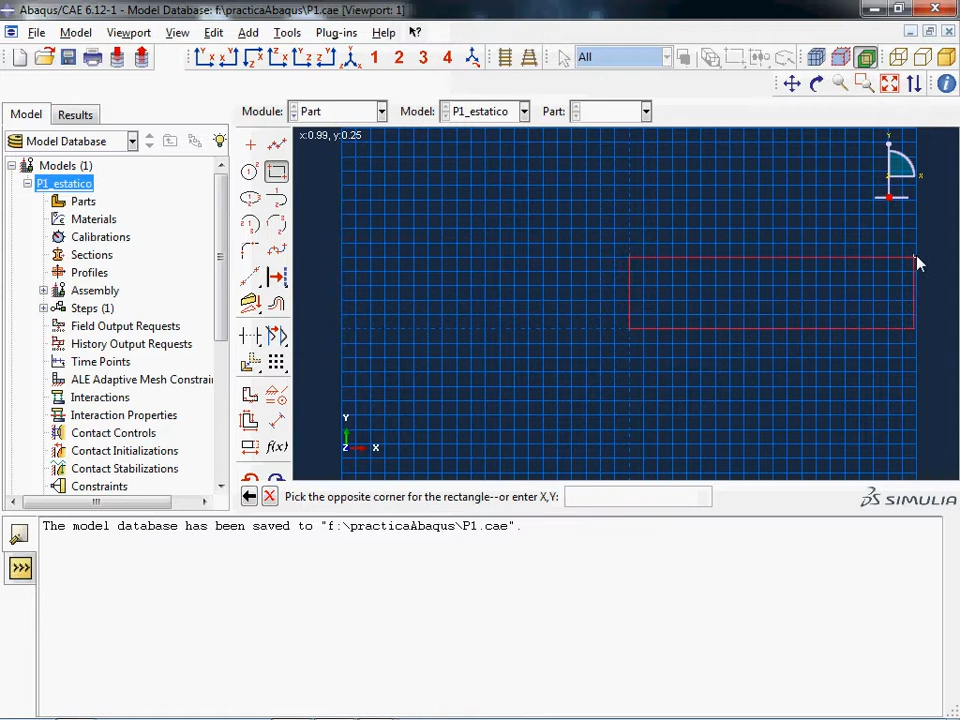 Abaqus/CAE 6.12-1 - Model Database: f:\practicaAbaqus\P1.cae [Viewport: 1]
File Model Viewport View Edit Add Tools Plug-ins Help
1 2 3 4 All
Model Results Module: Part Model: P1_estatico Part:
x:0.99, y:0.25
Model Database
Models (1)
P1_estatico
Parts
Materials
Calibrations
Sections
Profiles
Assembly
Steps (1)
Field Output Requests
History Output Requests
Time Points
ALE Adaptive Mesh Constrai
Interactions
Interaction Properties
Contact Controls
Contact Initializations
Contact Stabilizations
Constraints
f(x)
Y
X
Y
Z X
Pick the opposite corner for the rectangle--or enter X,Y:
SIMULIA
The model database has been saved to "f:\practicaAbaqus\P1.cae".
>>>